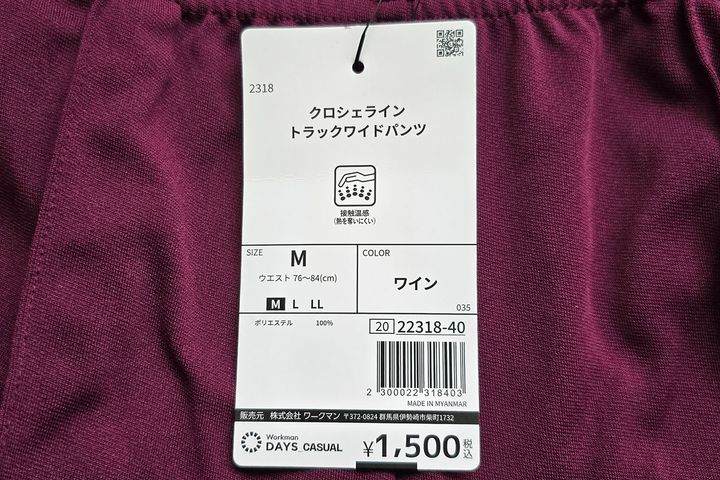 2318
クロシェライン
トラックワイドパンツ
接触温感
(熱を奪いにくい)
SIZE
M
ウエスト 76〜84(cm)
M L LL
COLOR
ワイン
035
ポリエステル 100%
20 22318-40
2 300022 318403
MADE IN MYANMAR
販売元 株式会社 ワークマン 〒372-0824 群馬県伊勢崎市柴町1732
Workman
DAYS_CASUAL
¥1,500税込